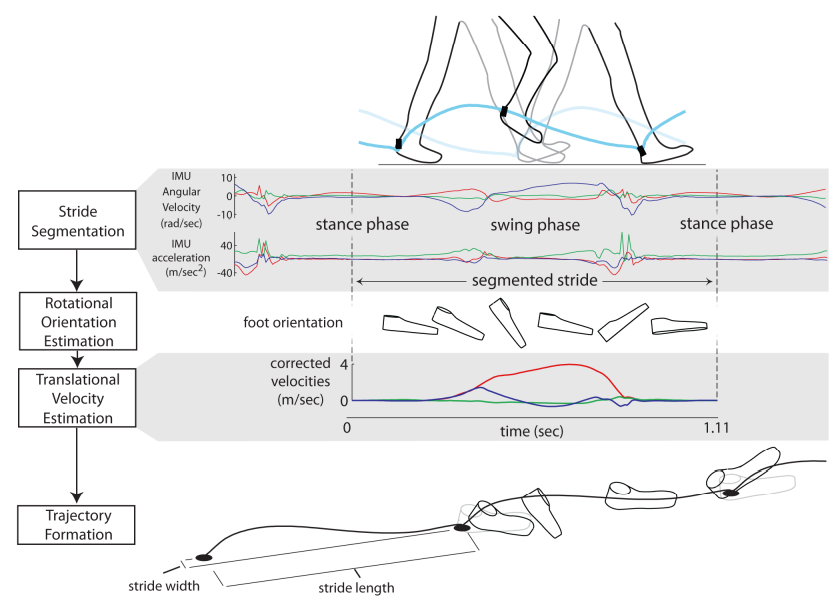 IMU
Angular
Velocity
(rad/sec)
10
0
-10
Stride
Segmentation
stance phase
swing phase
stance phase
IMU
acceleration
(m/sec²)
40
-40
segmented stride
Rotational
Orientation
Estimation
foot orientation
Translational
Velocity
Estimation
corrected
velocities
(m/sec)
4
0
0
time (sec)
1.11
Trajectory
Formation
stride width
stride length